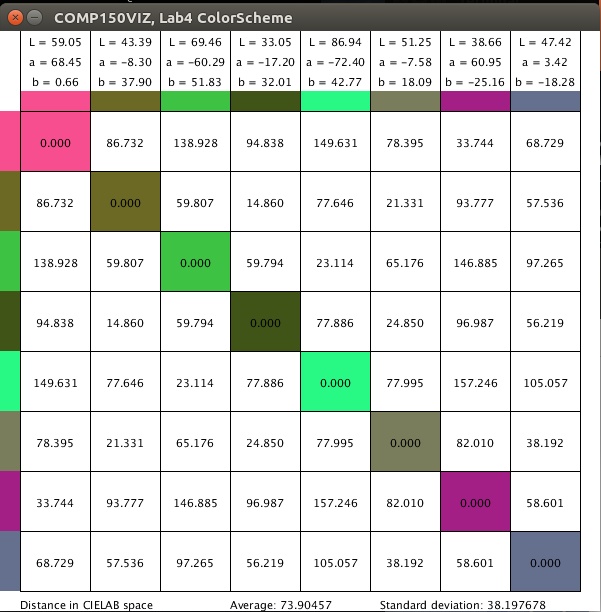 COMP150VIZ, Lab4 ColorScheme
L = 59.05 L = 43.39 L = 69.46 L = 33.05 L = 86.94 L = 51.25 L = 38.66 L = 47.42
a = 68.45 a = -8.30 a = -60.29 a = -17.20 a = -72.40 a = -7.58 a = 60.95 a = 3.42
b = 0.66 b = 37.90 b = 51.83 b = 32.01 b = 42.77 b = 18.09 b = -25.16 b = -18.28
0.000 86.732 138.928 94.838 149.631 78.395 33.744 68.729
86.732 0.000 59.807 14.860 77.646 21.331 93.777 57.536
138.928 59.807 0.000 59.794 23.114 65.176 146.885 97.265
94.838 14.860 59.794 0.000 77.886 24.850 96.987 56.219
149.631 77.646 23.114 77.886 0.000 77.995 157.246 105.057
78.395 21.331 65.176 24.850 77.995 0.000 82.010 38.192
33.744 93.777 146.885 96.987 157.246 82.010 0.000 58.601
68.729 57.536 97.265 56.219 105.057 38.192 58.601 0.000
Distance in CIELAB space Average: 73.90457 Standard deviation: 38.197678